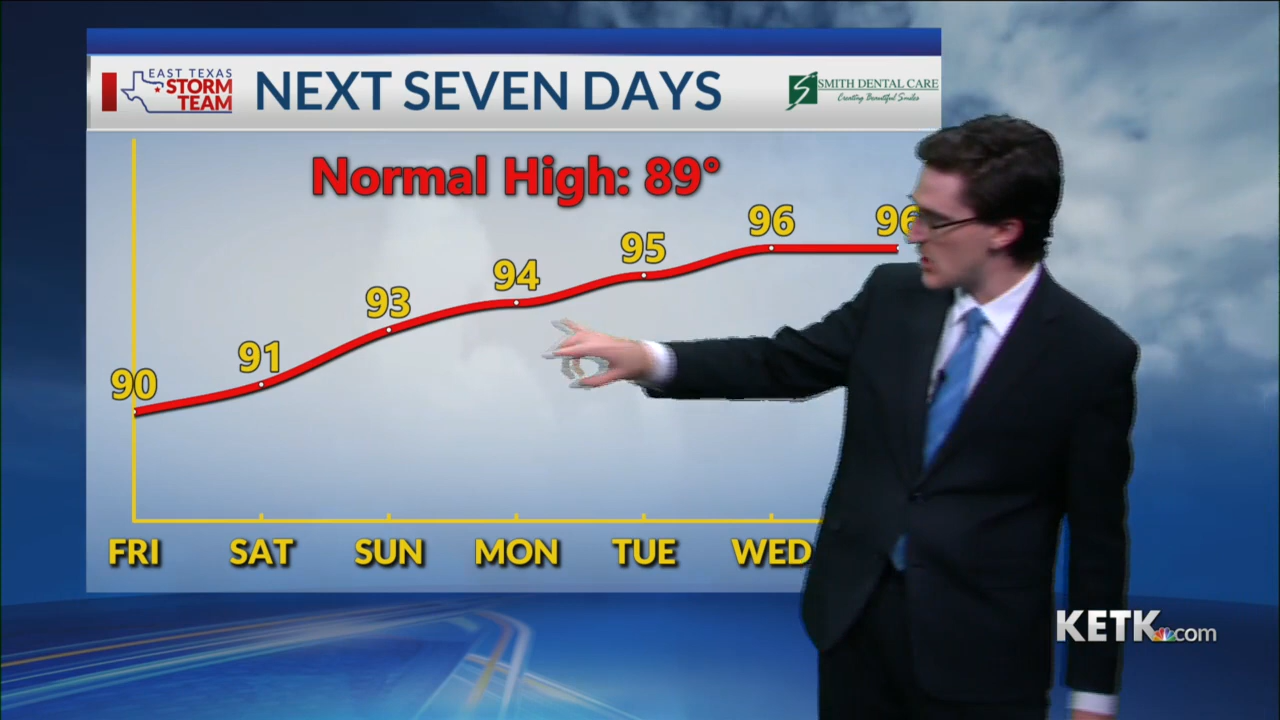 EAST TEXAS
STORM
TEAM
NEXT SEVEN DAYS
SMITH DENTAL CARE
Creating Beautiful Smiles
Normal High: 89°
90
91
93
94
95
96
96
FRI
SAT
SUN
MON
TUE
WED
KETK.com